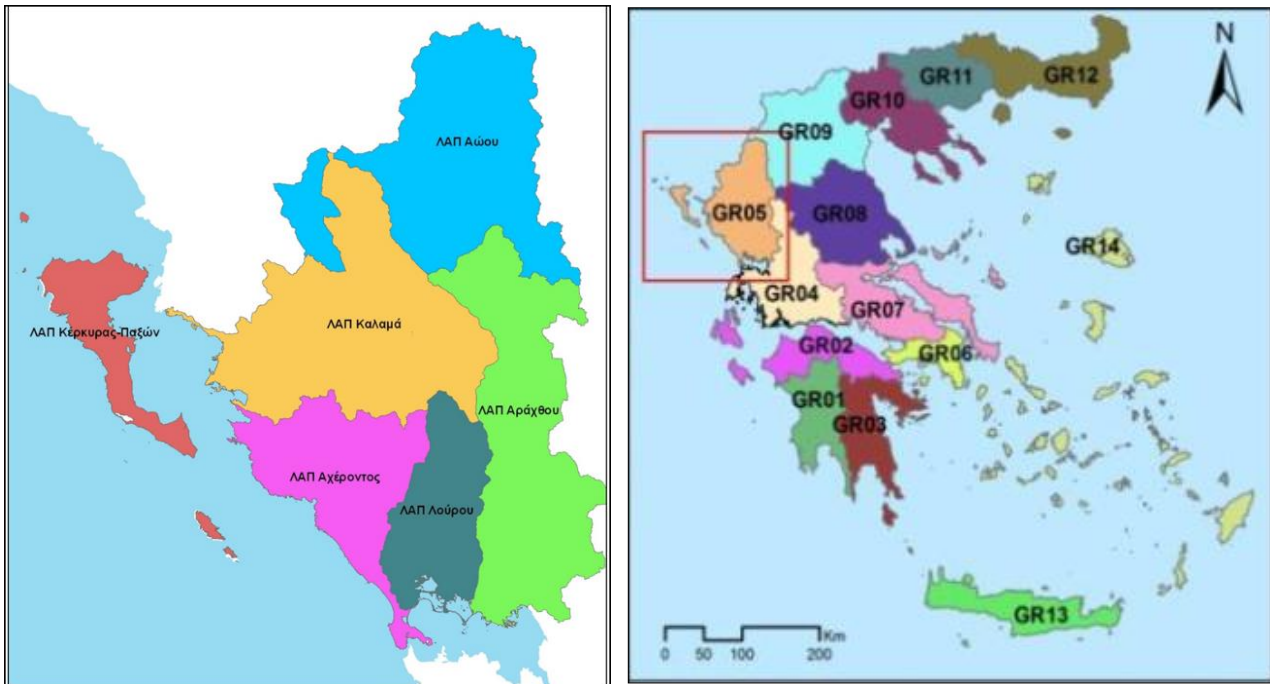 ΛΑΠ Αώου
ΛΑΠ Κέρκυρας-Παξών
ΛΑΠ Καλαμά
ΛΑΠ Αράχθου
ΛΑΠ Αχέροντος
ΛΑΠ Λούρου
N
GR12
GR11
GR10
GR09
GR05
GR08
GR14
GR04
GR07
GR02
GR06
GR01
GR03
GR13
Km
0 50 100 200